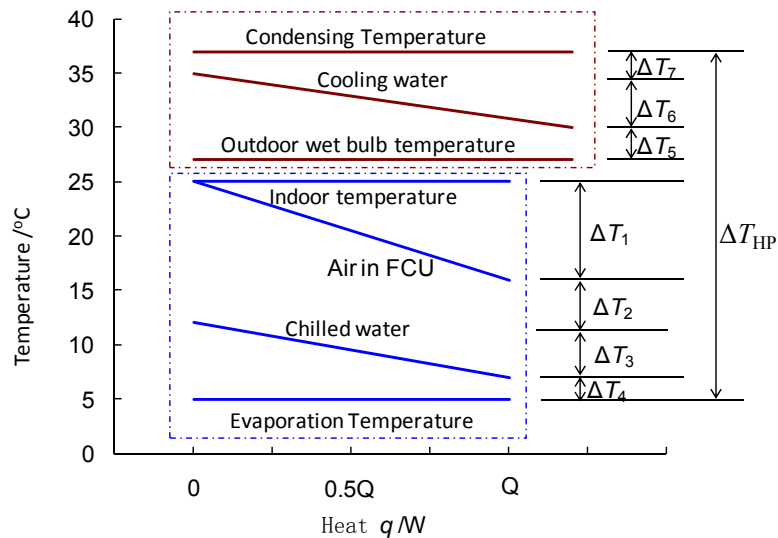 40
35
30
25
20
15
10
5
0
Temperature /°C
Condensing Temperature
Cooling water
Outdoor wet bulb temperature
Indoor temperature
Air in FCU
Chilled water
Evaporation Temperature
ΔT7
ΔT6
ΔT5
ΔT1
ΔT2
ΔT3
ΔT4
ΔTHP
0
0.5Q
Q
Heat q/W